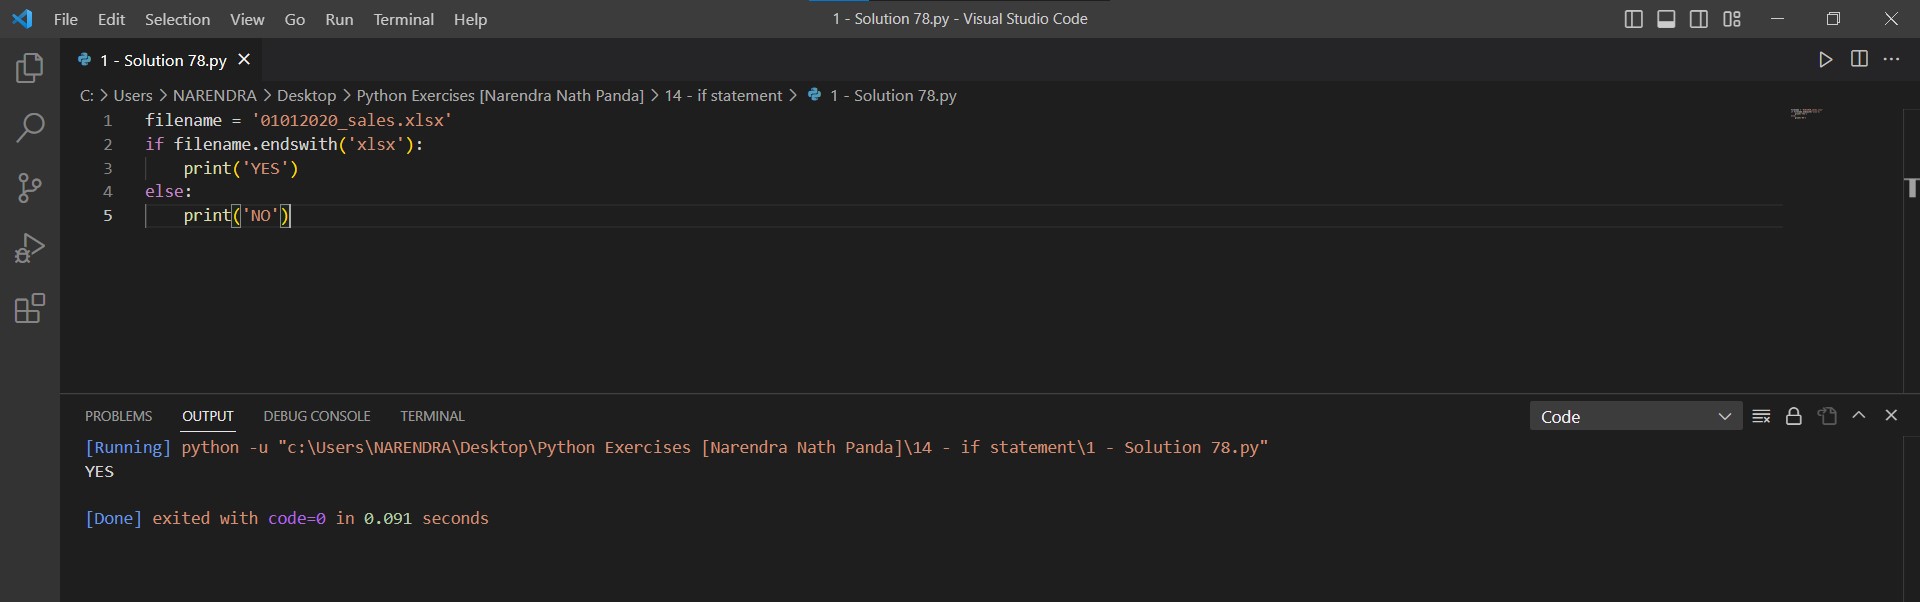 File Edit Selection View Go Run Terminal Help 1 - Solution 78.py - Visual Studio Code
1 - Solution 78.py
C: > Users > NARENDRA > Desktop > Python Exercises [Narendra Nath Panda] > 14 - if statement > 1 - Solution 78.py
1 filename = '01012020_sales.xlsx'
2 if filename.endswith('xlsx'):
3     print('YES')
4 else:
5     print('NO')
PROBLEMS OUTPUT DEBUG CONSOLE TERMINAL Code
[Running] python -u "c:\Users\NARENDRA\Desktop\Python Exercises [Narendra Nath Panda]\14 - if statement\1 - Solution 78.py"
YES
[Done] exited with code=0 in 0.091 seconds